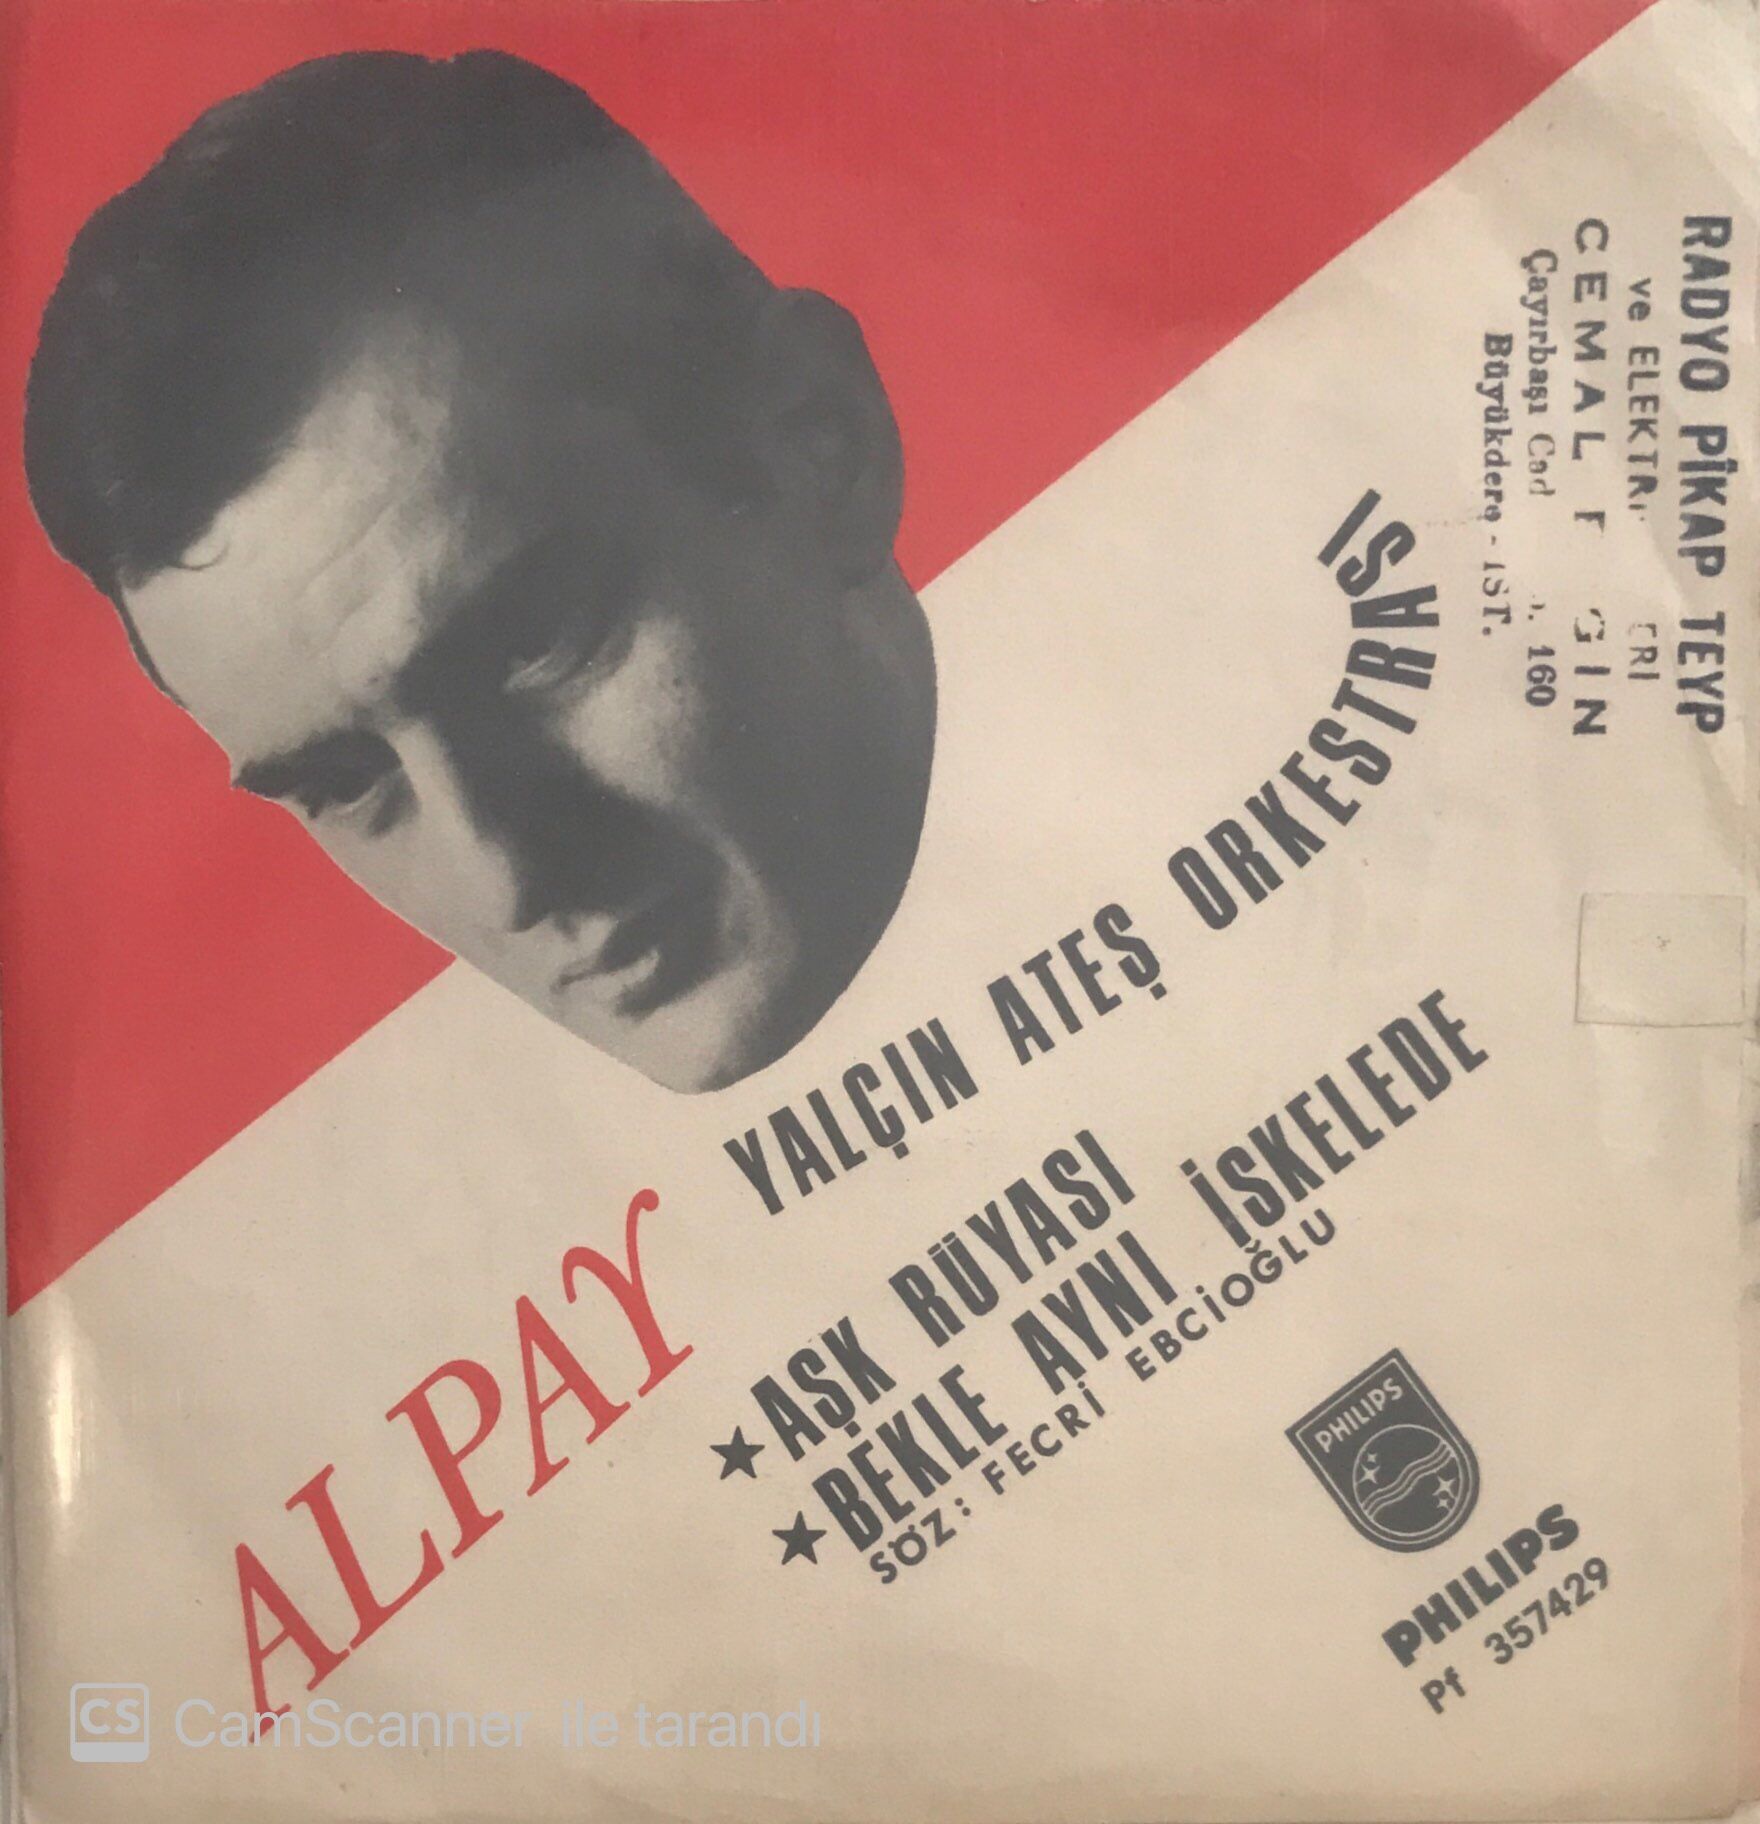 RADYO PİKAP TEYP
ve
CEMAL
Çayırbaşı Cad 160
Büyükdere - İST.
YALÇIN ATEŞ ORKESTRASI
ALPAY
★AŞK RÜYASI
★BEKLE AYNI İSKELEDE
SÖZ: FECRİ EBCİOĞLU
PHILIPS
PHILIPS
Pf 357429
CS CamScanner ile tarandı